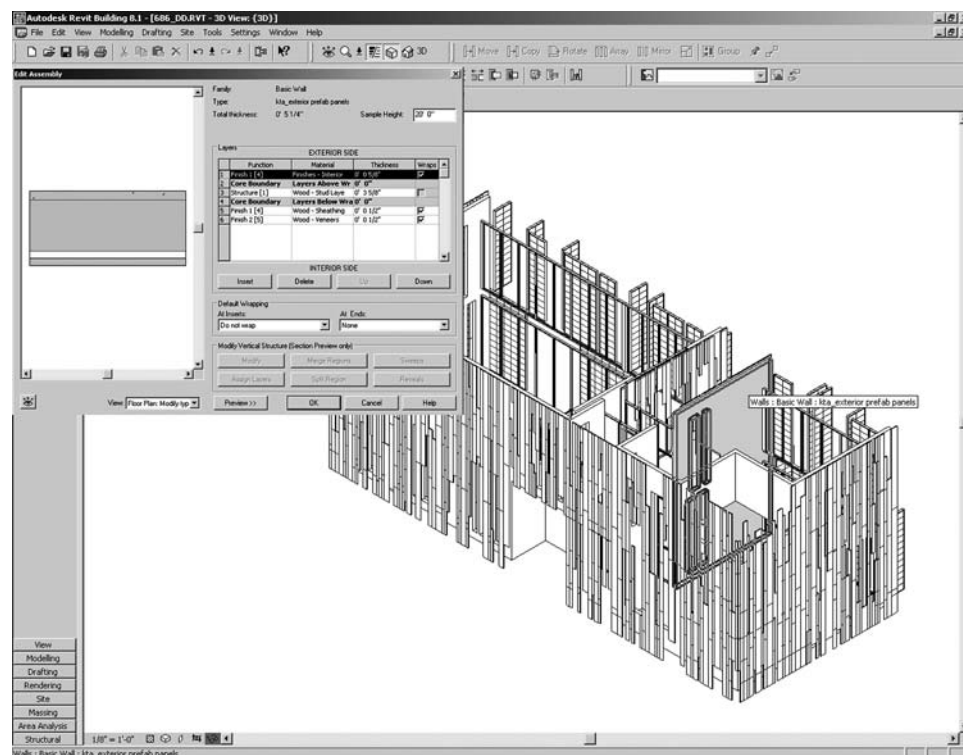 Autodesk Revit Building 8.1 - [686_DD.RVT - 3D View: {3D}]
File Edit View Modelling Drafting Site Tools Settings Window Help
3D Move Copy Rotate Array Mirror Group
Edit Assembly
Family: Basic Wall
Type: kta_exterior prefab panels
Total thickness: 0' 5 1/4" Sample Height: 20' 0"
Layers
EXTERIOR SIDE
Function Material Thickness Wraps
1 Finish 1 [4] Finishes - Interior 0' 0 5/8"
2 Core Boundary Layers Above Wr 0' 0"
3 Structure [1] Wood - Stud Laye 0' 3 5/8"
4 Core Boundary Layers Below Wra 0' 0"
5 Finish 1 [4] Wood - Sheathing 0' 0 1/2"
6 Finish 2 [5] Wood - Veneers 0' 0 1/2"
INTERIOR SIDE
Insert Delete Up Down
Default Wrapping
At Inserts: At Ends:
Do not wrap None
Modify Vertical Structure (Section Preview only)
Modify Merge Regions Sweeps
Assign Layers Split Region Reveals
View: Floor Plan: Modify typ Preview >> OK Cancel Help
Walls : Basic Wall : kta_exterior prefab panels
View
Modelling
Drafting
Rendering
Site
Massing
Area Analysis
Structural
1/8" = 1'-0"
Walls : Basic Wall : kta_exterior prefab panels